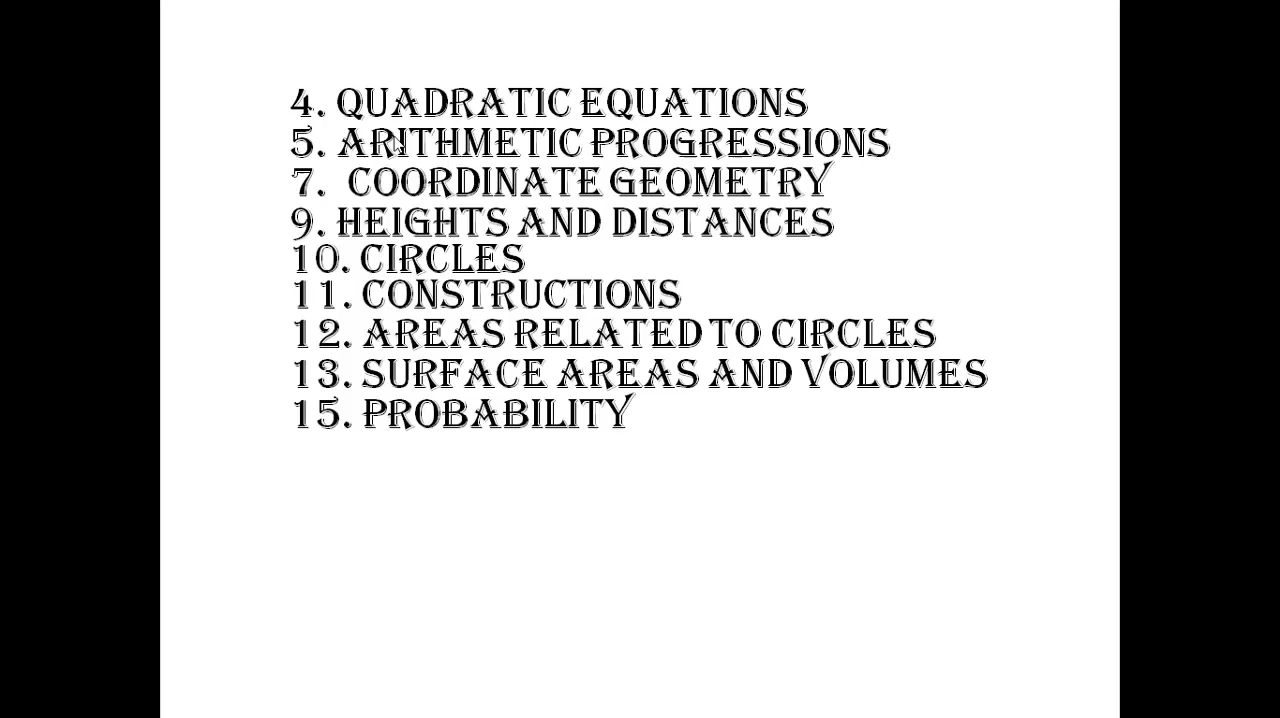 4. QUADRATIC EQUATIONS
5. ARITHMETIC PROGRESSIONS
7. COORDINATE GEOMETRY
9. HEIGHTS AND DISTANCES
10. CIRCLES
11. CONSTRUCTIONS
12. AREAS RELATED TO CIRCLES
13. SURFACE AREAS AND VOLUMES
15. PROBABILITY